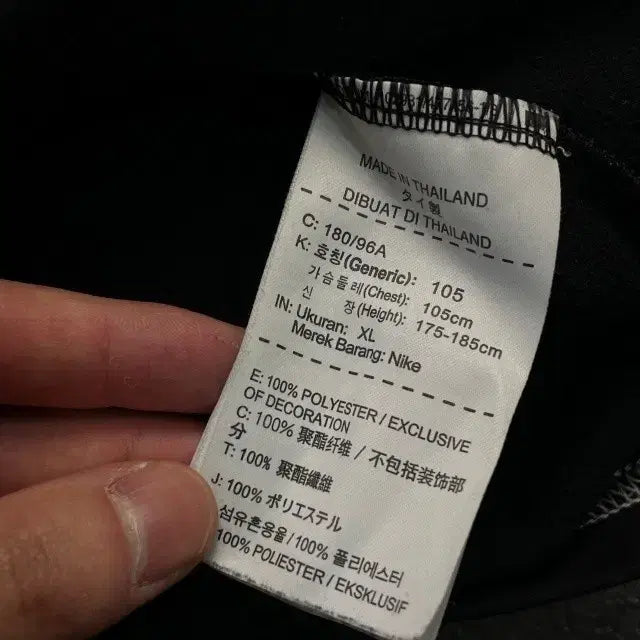 MADE IN THAILAND
タイ製
DIBUAT DI THAILAND
C: 180/96A
K: 호칭(Generic): 105
가슴둘레(Chest): 105cm
신 장(Height): 175-185cm
IN: Ukuran: XL
Merek Barang: Nike
E: 100% POLYESTER / EXCLUSIVE
OF DECORATION
C: 100% 聚酯纤维 / 不包括装饰部
分
T: 100% 聚酯纖維
J: 100% ポリエステル
섬유혼용율/100% 폴리에스터
100% POLIESTER / EKSKLUSIF